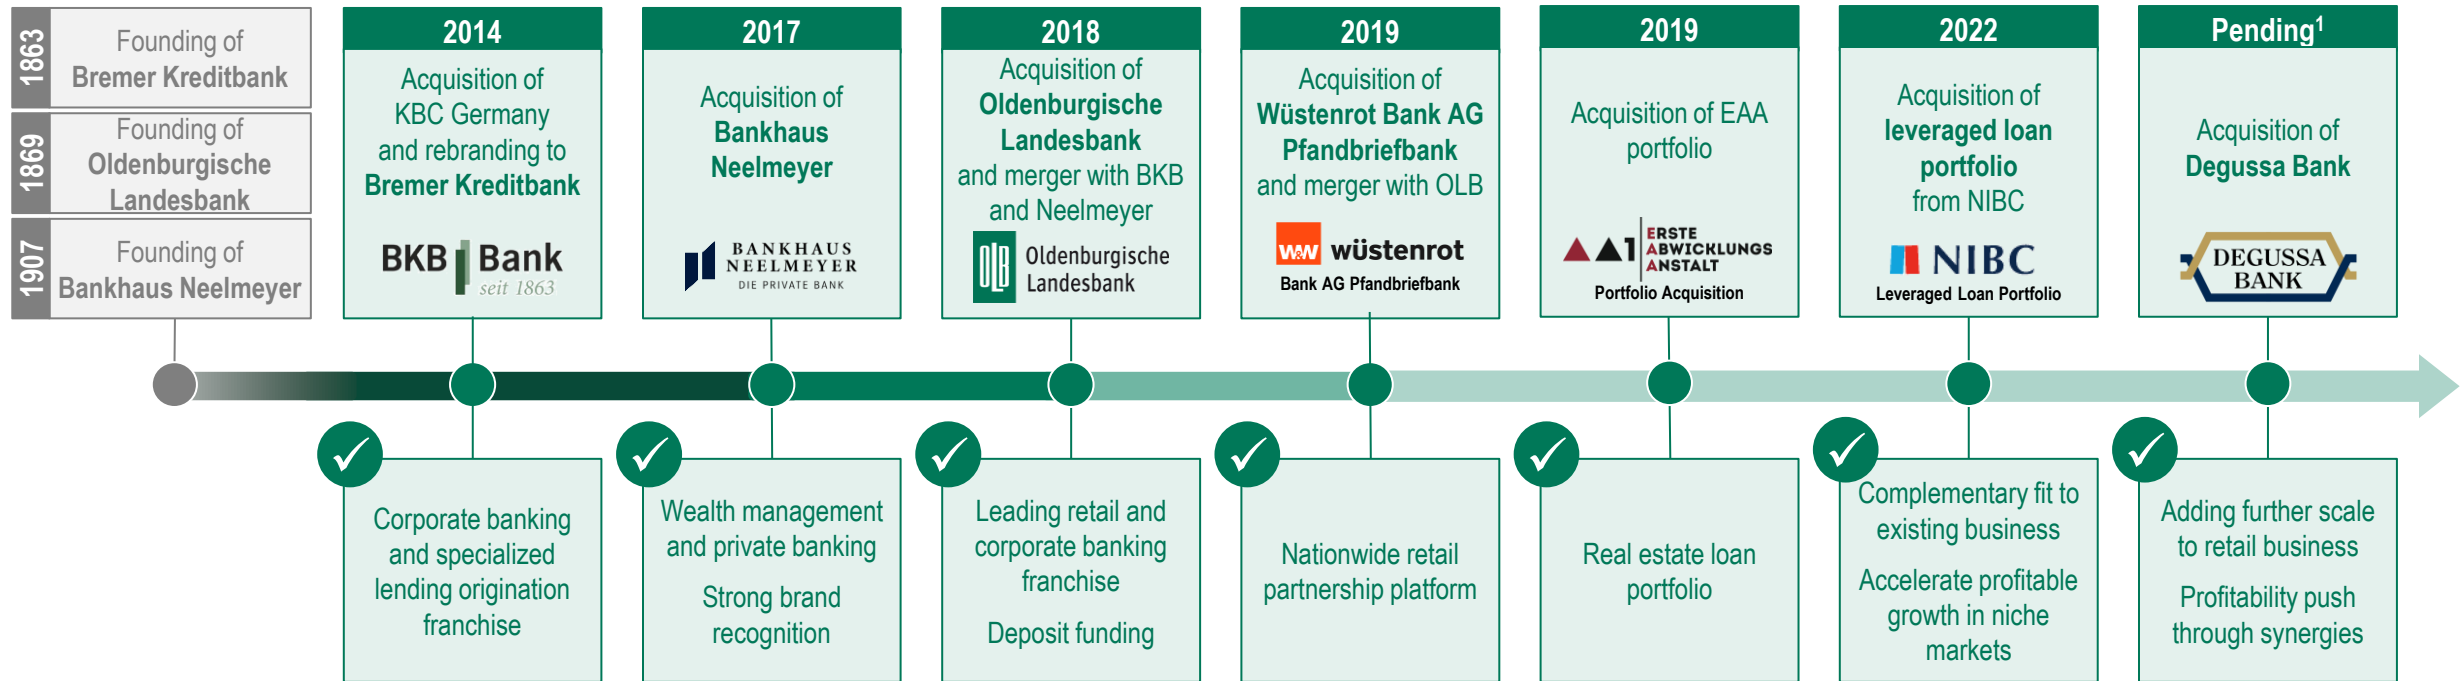 1863
Founding of
Bremer Kreditbank
1869
Founding of
Oldenburgische
Landesbank
1907
Founding of
Bankhaus Neelmeyer
2014
Acquisition of
KBC Germany
and rebranding to
Bremer Kreditbank
BKB Bank
seit 1863
2017
Acquisition of
Bankhaus
Neelmeyer
BANKHAUS
NEELMEYER
DIE PRIVATE BANK
2018
Acquisition of
Oldenburgische
Landesbank
and merger with BKB
and Neelmeyer
OLB
Oldenburgische
Landesbank
2019
Acquisition of
Wüstenrot Bank AG
Pfandbriefbank
and merger with OLB
W&W wüstenrot
Bank AG Pfandbriefbank
2019
Acquisition of EAA
portfolio
1
ERSTE
ABWICKLUNGS
ANSTALT
Portfolio Acquisition
2022
Acquisition of
leveraged loan
portfolio
from NIBC
NIBC
Leveraged Loan Portfolio
Pending1
Acquisition of
Degussa Bank
DEGUSSA
BANK
Corporate banking
and specialized
lending origination
franchise
Wealth management
and private banking
Strong brand
recognition
Leading retail and
corporate banking
franchise
Deposit funding
Nationwide retail
partnership platform
Real estate loan
portfolio
Complementary fit to
existing business
Accelerate profitable
growth in niche
markets
Adding further scale
to retail business
Profitability push
through synergies